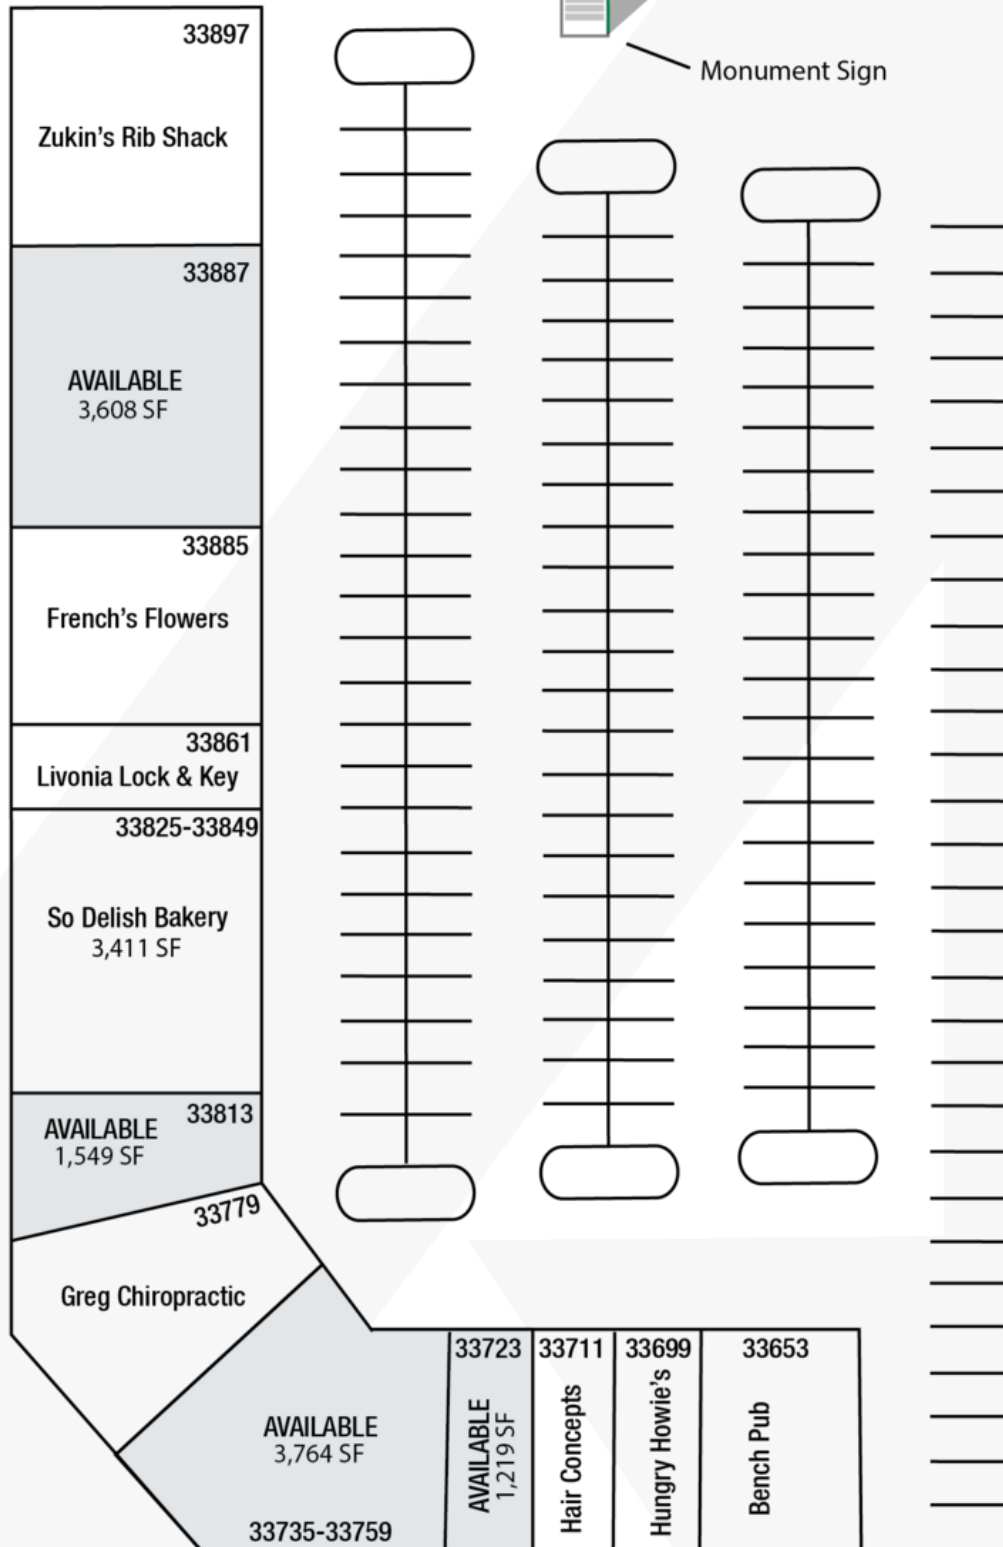 Monument Sign
33897
Zukin's Rib Shack
33887
AVAILABLE
3,608 SF
33885
French's Flowers
33861
Livonia Lock & Key
33825-33849
So Delish Bakery
3,411 SF
33813
AVAILABLE
1,549 SF
33779
Greg Chiropractic
AVAILABLE
3,764 SF
33735-33759
33723
AVAILABLE
1,219 SF
33711
Hair Concepts
33699
Hungry Howie's
33653
Bench Pub